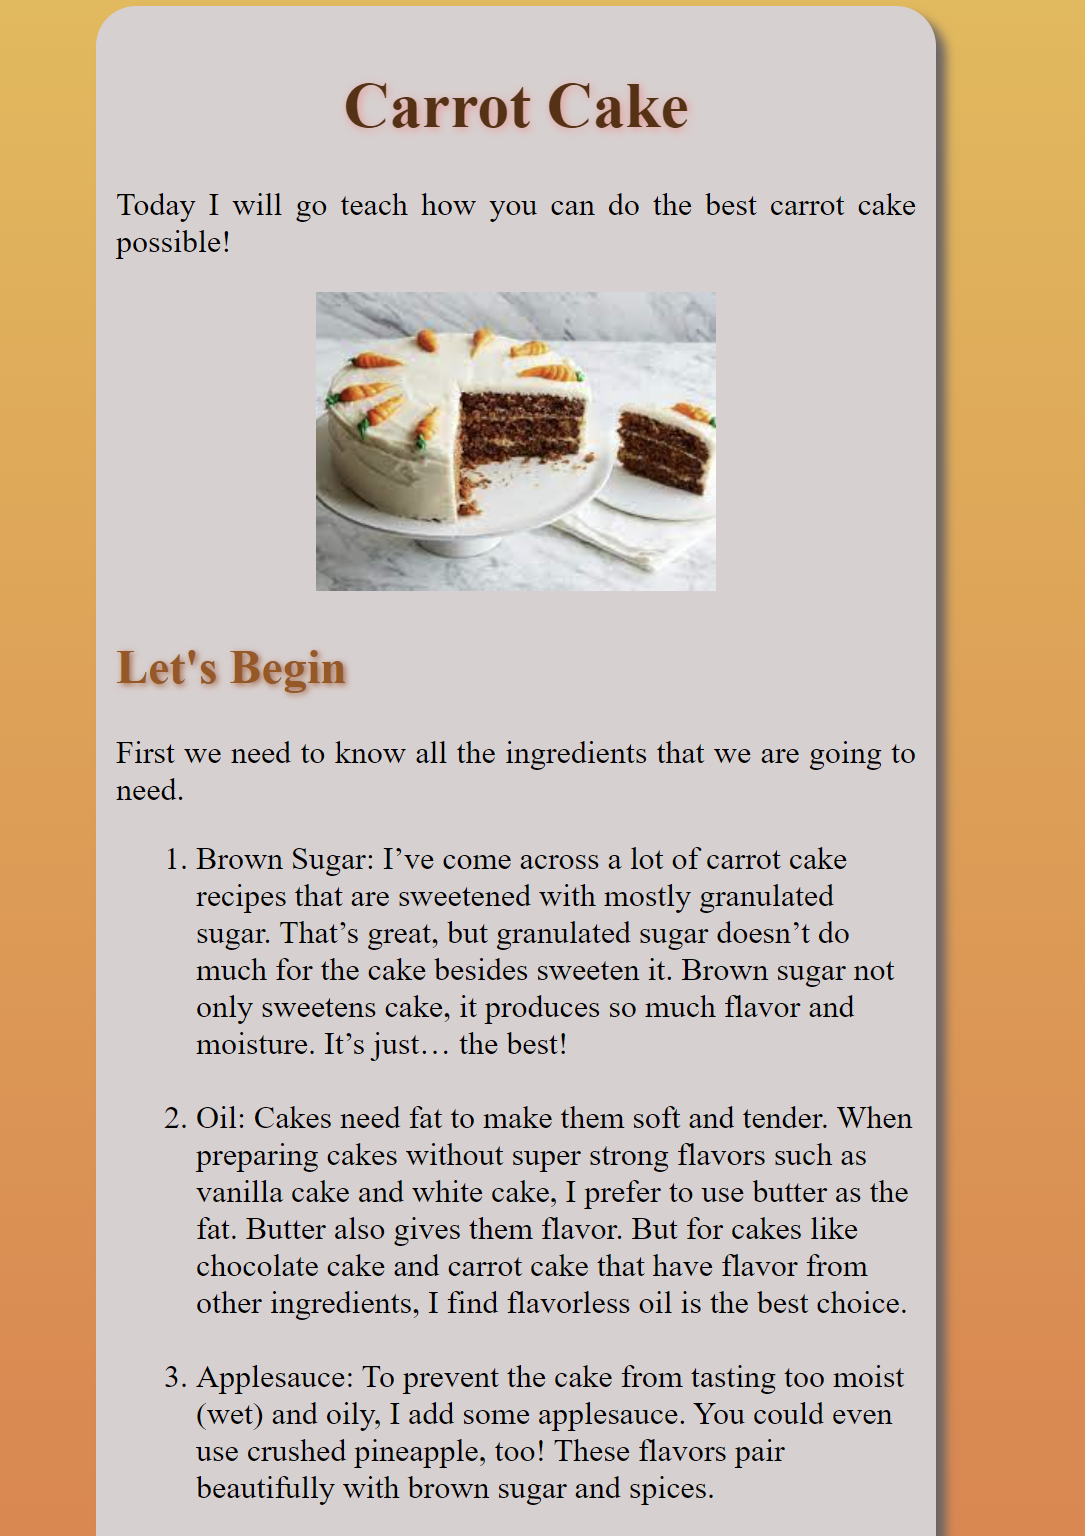 Carrot Cake
Today I will go teach how you can do the best carrot cake
possible!
Let's Begin
First we need to know all the ingredients that we are going to
need.
1. Brown Sugar: I’ve come across a lot of carrot cake
recipes that are sweetened with mostly granulated
sugar. That’s great, but granulated sugar doesn’t do
much for the cake besides sweeten it. Brown sugar not
only sweetens cake, it produces so much flavor and
moisture. It’s just… the best!
2. Oil: Cakes need fat to make them soft and tender. When
preparing cakes without super strong flavors such as
vanilla cake and white cake, I prefer to use butter as the
fat. Butter also gives them flavor. But for cakes like
chocolate cake and carrot cake that have flavor from
other ingredients, I find flavorless oil is the best choice.
3. Applesauce: To prevent the cake from tasting too moist
(wet) and oily, I add some applesauce. You could even
use crushed pineapple, too! These flavors pair
beautifully with brown sugar and spices.